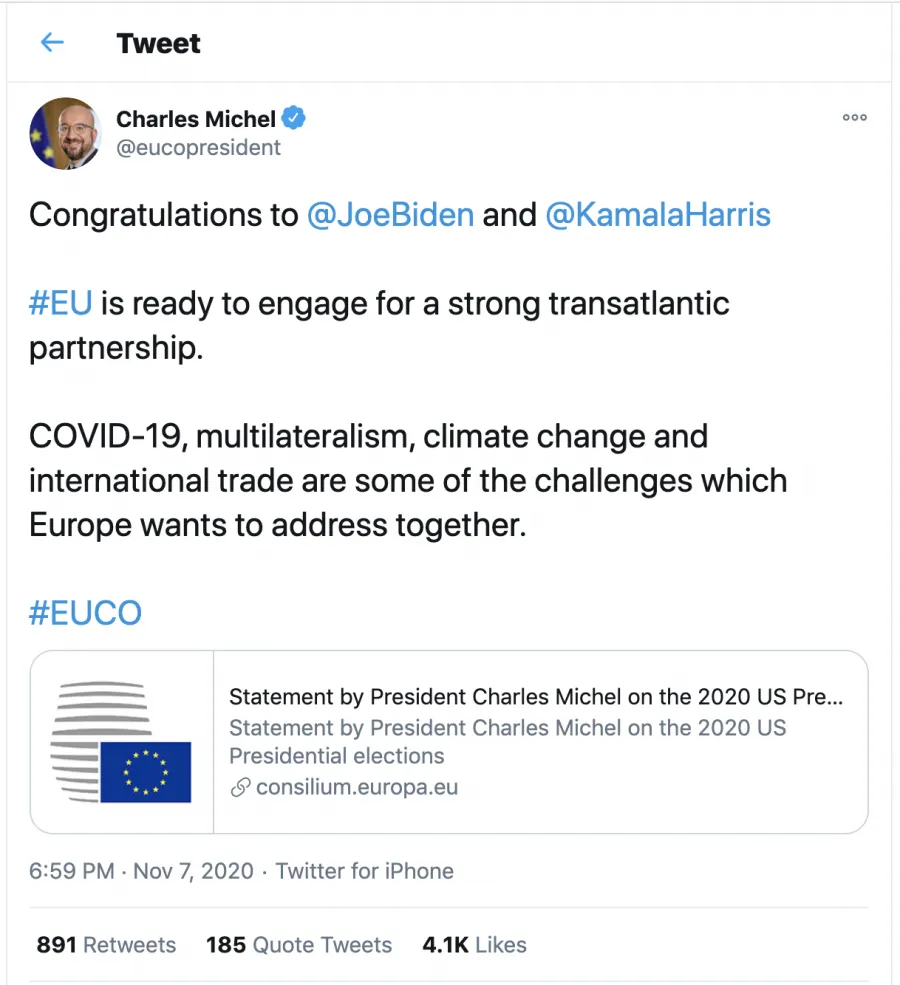 Tweet
Charles Michel
@eucopresident
Congratulations to @JoeBiden and @KamalaHarris
#EU is ready to engage for a strong transatlantic
partnership.
COVID-19, multilateralism, climate change and
international trade are some of the challenges which
Europe wants to address together.
#EUCO
Statement by President Charles Michel on the 2020 US Pre...
Statement by President Charles Michel on the 2020 US
Presidential elections
consilium.europa.eu
6:59 PM · Nov 7, 2020 · Twitter for iPhone
891 Retweets 185 Quote Tweets 4.1K Likes